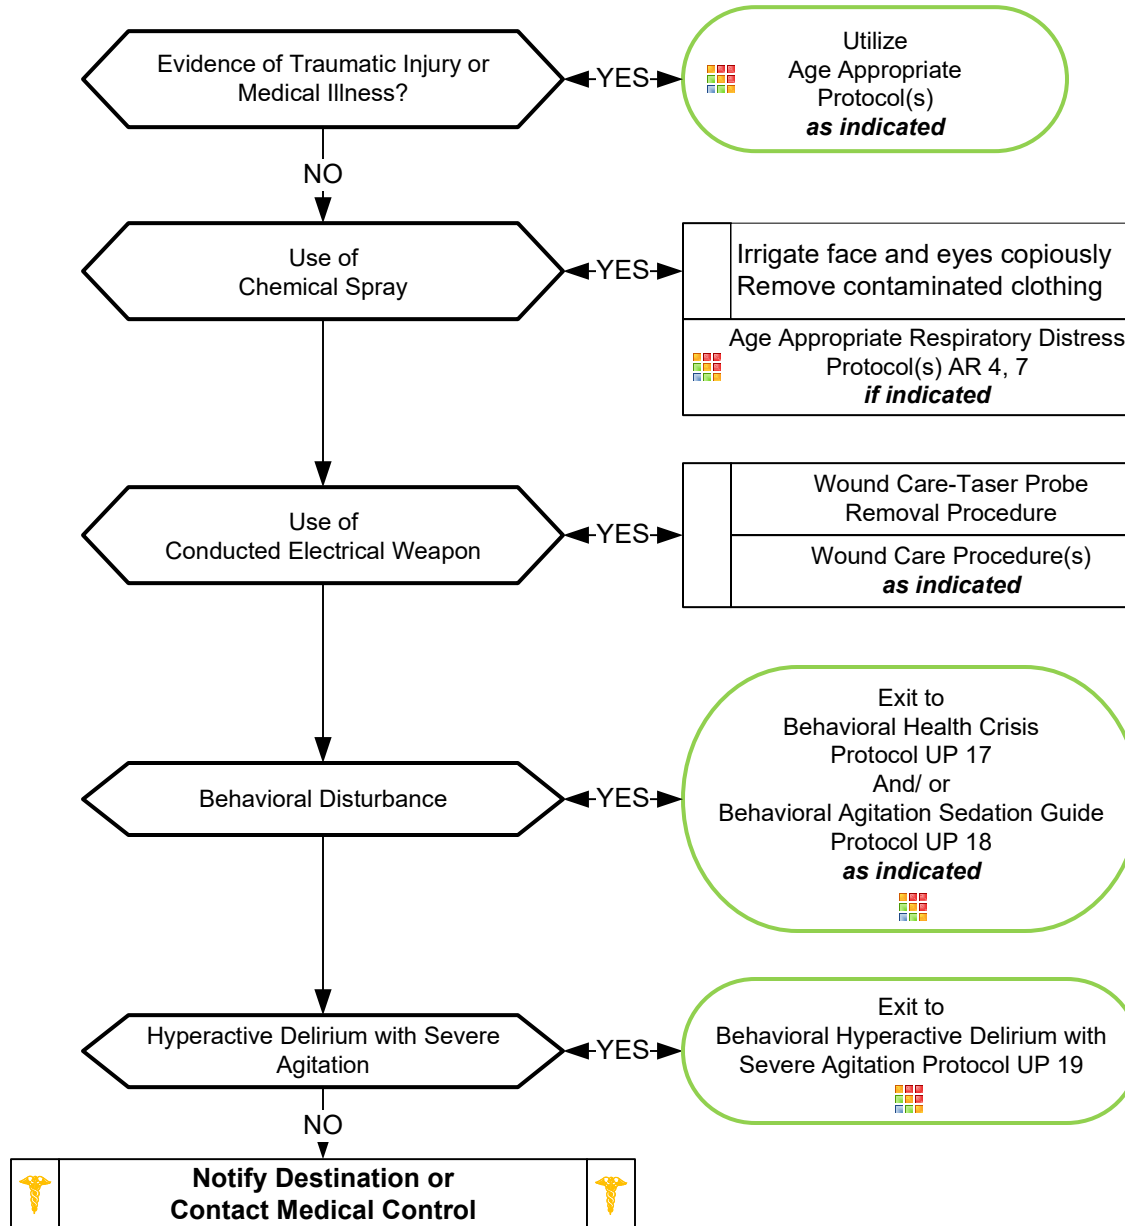 Evidence of Traumatic Injury or
Medical Illness?
YES
Utilize
Age Appropriate
Protocol(s)
as indicated
NO
Use of
Chemical Spray
YES
Irrigate face and eyes copiously
Remove contaminated clothing
Age Appropriate Respiratory Distress
Protocol(s) AR 4, 7
if indicated
Use of
Conducted Electrical Weapon
YES
Wound Care-Taser Probe
Removal Procedure
Wound Care Procedure(s)
as indicated
Behavioral Disturbance
YES
Exit to
Behavioral Health Crisis
Protocol UP 17
And/ or
Behavioral Agitation Sedation Guide
Protocol UP 18
as indicated
Hyperactive Delirium with Severe
Agitation
YES
Exit to
Behavioral Hyperactive Delirium with
Severe Agitation Protocol UP 19
NO
Notify Destination or
Contact Medical Control